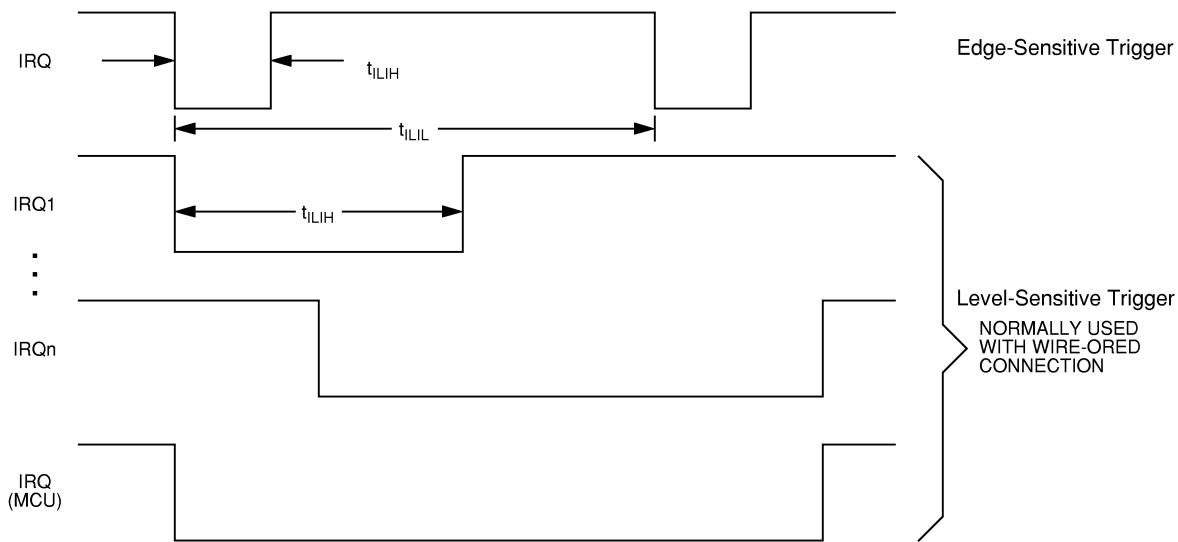 IRQ
tILIH
Edge-Sensitive Trigger
tILIL
IRQ1
tILIH
IRQn
Level-Sensitive Trigger
NORMALLY USED
WITH WIRE-ORED
CONNECTION
IRQ
(MCU)